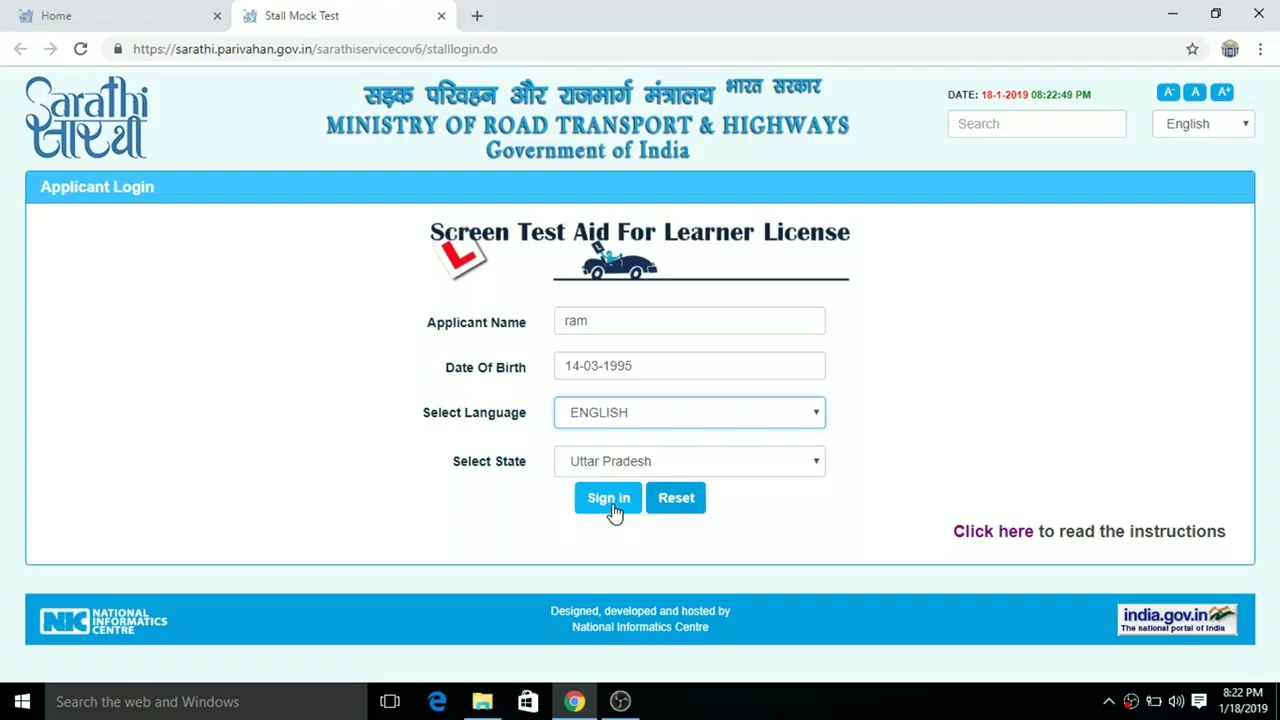 Home
Stall Mock Test
https://sarathi.parivahan.gov.in/sarathiservicecov6/stalllogin.do
Sarathi
सारथी
सड़क परिवहन और राजमार्ग मंत्रालय भारत सरकार
MINISTRY OF ROAD TRANSPORT & HIGHWAYS
Government of India
DATE: 18-1-2019 08:22:49 PM
A- A A+
Search
English
Applicant Login
Screen Test Aid For Learner License
L
Applicant Name
ram
Date Of Birth
14-03-1995
Select Language
ENGLISH
Select State
Uttar Pradesh
Sign in
Reset
Click here to read the instructions
NIC NATIONAL INFORMATICS CENTRE
Designed, developed and hosted by
National Informatics Centre
india.gov.in
The national portal of India
Search the web and Windows
8:22 PM
1/18/2019